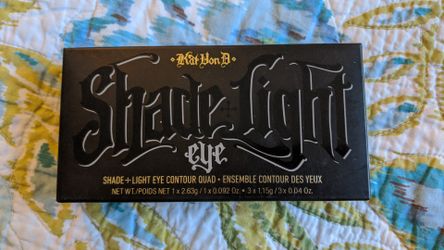 Kat Von D
Shade+Light
eye
SHADE+LIGHT EYE CONTOUR QUAD • ENSEMBLE CONTOUR DES YEUX
NET WT./POIDS NET 1 x 2.63g/1 x 0.092 Oz. • 3 x 1.15g/3 x 0.04 Oz.